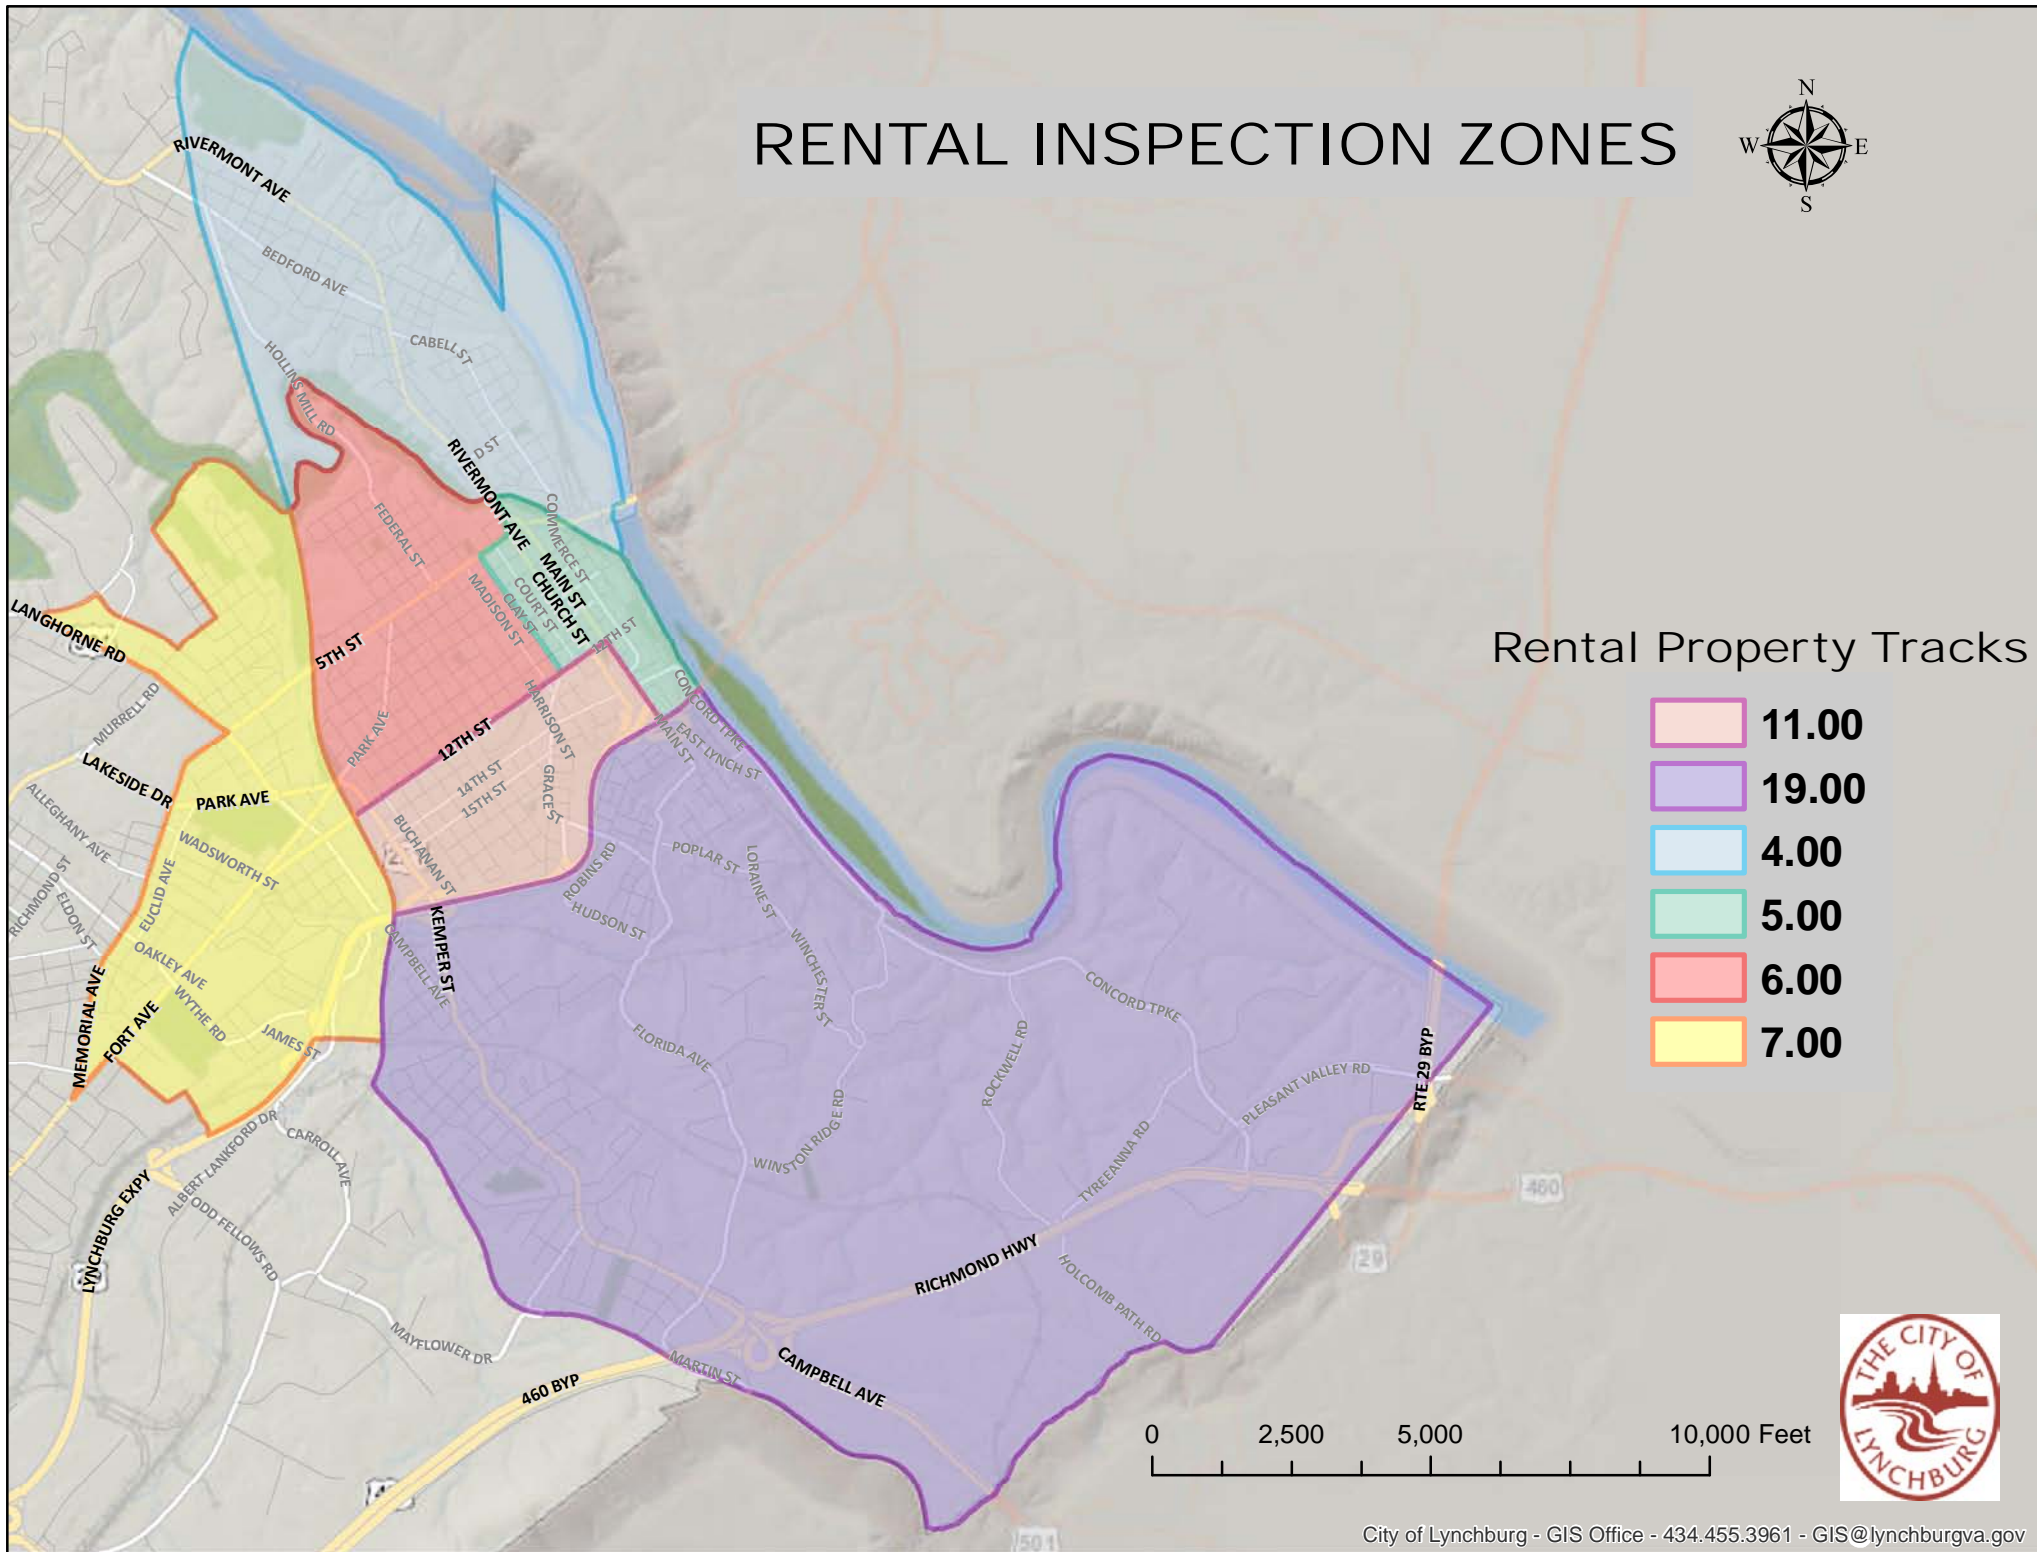 RENTAL INSPECTION ZONES
N
W
E
S
RIVERMONT AVE
BEDFORD AVE
CABELL ST
HOLLINS MILL RD
D ST
RIVERMONT AVE
COMMERCE ST
FEDERAL ST
MAIN ST
CHURCH ST
COURT ST
CLAY ST
MADISON ST
12TH ST
LANGHORNE RD
5TH ST
MURRELL RD
HARRISON ST
CONCORD TPKE
MAIN ST
EAST LYNCH ST
PARK AVE
12TH ST
LAKESIDE DR
PARK AVE
14TH ST
15TH ST
GRACE ST
ALLEGHANY AVE
WADSWORTH ST
BUCHANAN ST
ROBINS RD
POPLAR ST
LORAINE ST
RICHMOND ST
ELDON ST
EUCLID AVE
HUDSON ST
KEMPER ST
CAMPBELL AVE
WINCHESTER ST
OAKLEY AVE
WYTHE RD
MEMORIAL AVE
FORT AVE
JAMES ST
FLORIDA AVE
CONCORD TPKE
ROCKWELL RD
RTE 29 BYP
PLEASANT VALLEY RD
WINSTON RIDGE RD
TYREEANNA RD
ALBERT LANKFORD DR
CARROLL AVE
LYNCHBURG EXPY
ODD FELLOWS RD
RICHMOND HWY
HOLCOMB PATH RD
MAYFLOWER DR
MARTIN ST
CAMPBELL AVE
460 BYP
460
29
501
Rental Property Tracks
11.00
19.00
4.00
5.00
6.00
7.00
0 2,500 5,000 10,000 Feet
THE CITY OF
LYNCHBURG
City of Lynchburg - GIS Office - 434.455.3961 - GIS@lynchburgva.gov